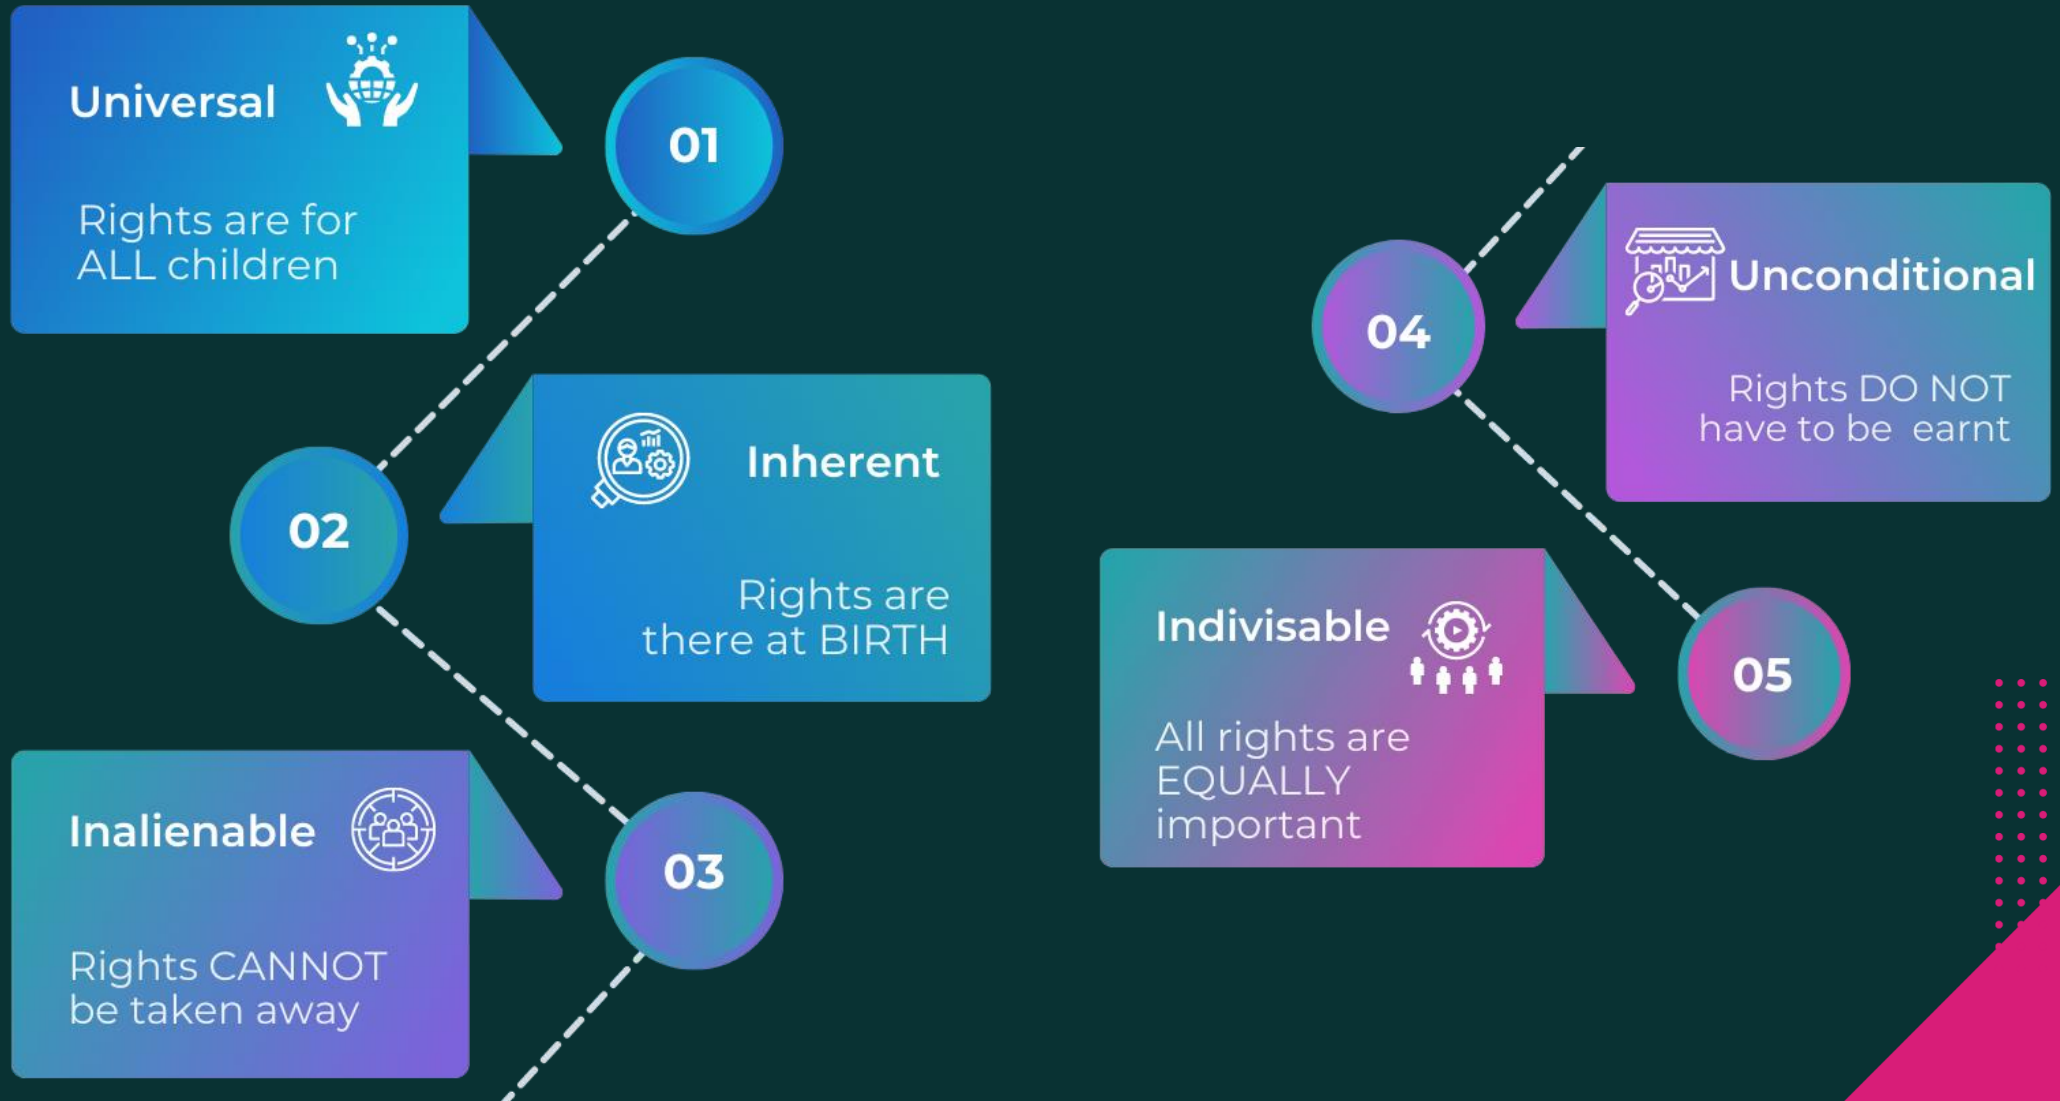 Universal
Rights are for
ALL children
01
02
Inherent
Rights are
there at BIRTH
Inalienable
Rights CANNOT
be taken away
03
04
Unconditional
Rights DO NOT
have to be earnt
Indivisable
All rights are
EQUALLY
important
05